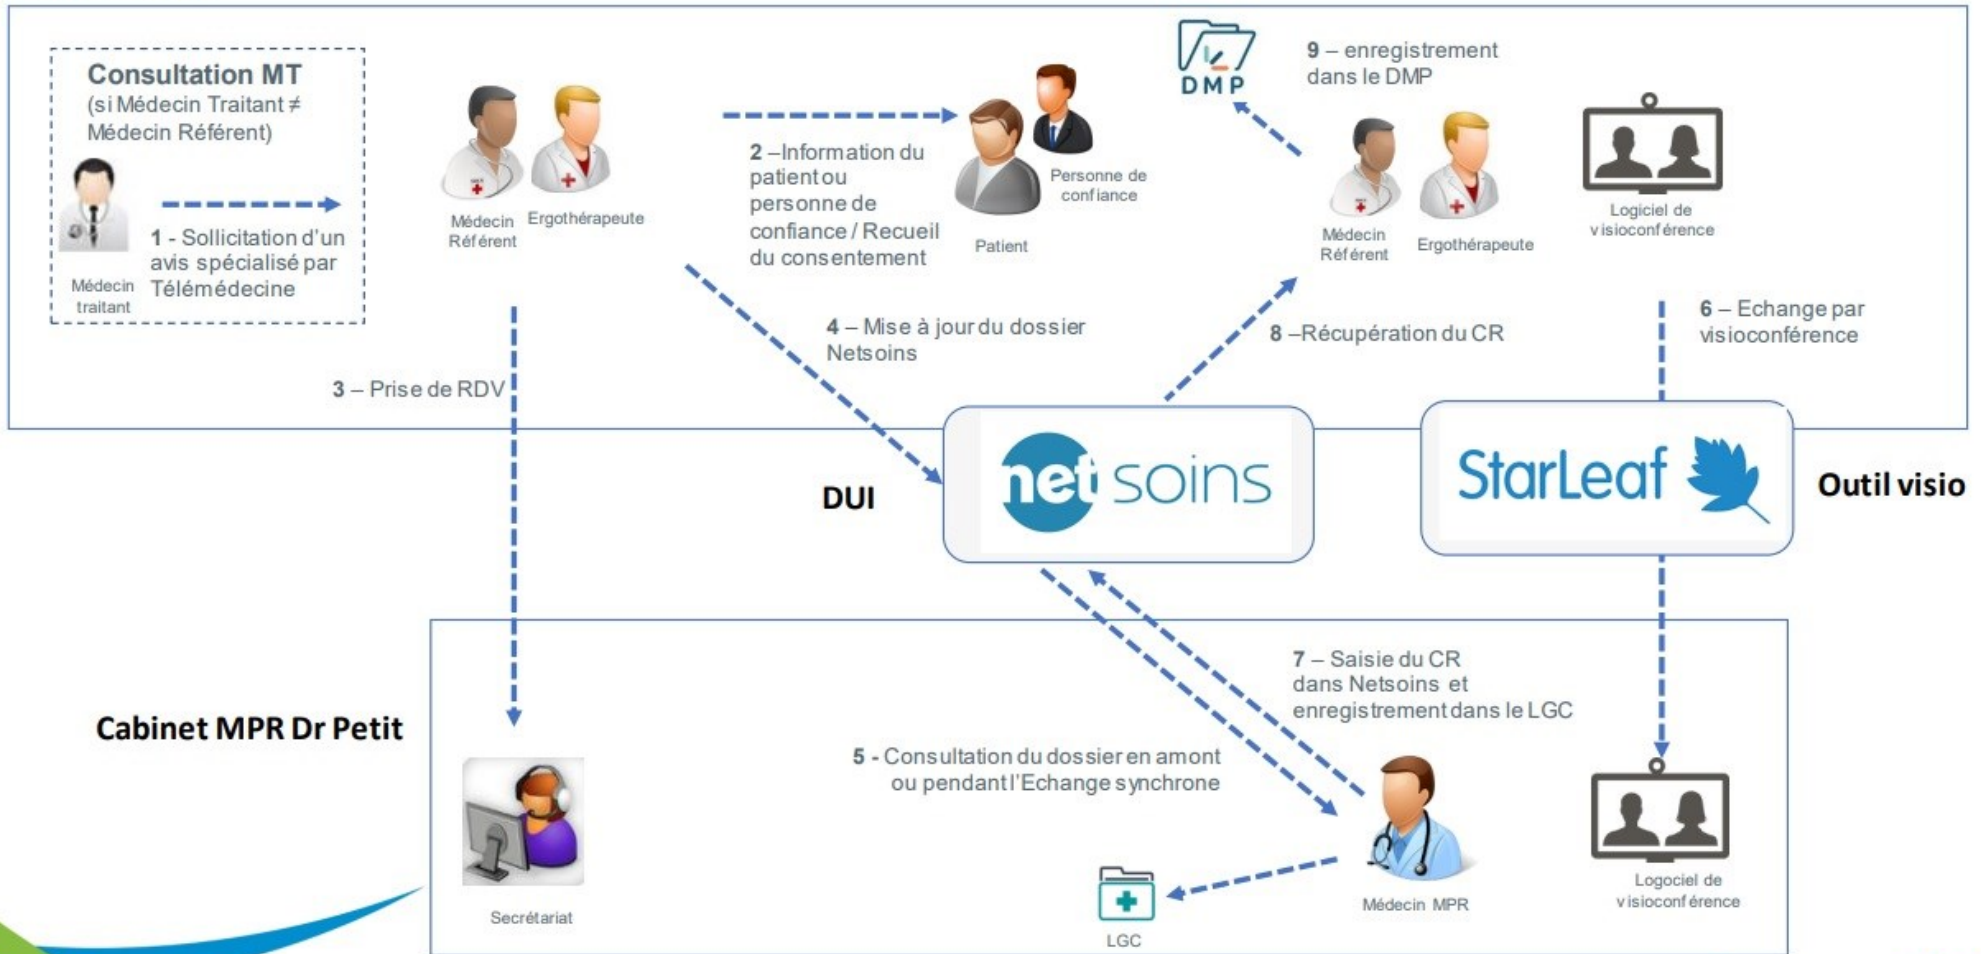 Consultation MT
(si Médecin Traitant ≠
Médecin Référent)
Médecin
traitant
1 - Sollicitation d'un
avis spécialisé par
Télémédecine
Médecin
Référent
Ergothérapeute
2 –Information du
patient ou
personne de
confiance / Recueil
du consentement
Patient
Personne de
confiance
DMP
9 – enregistrement
dans le DMP
Médecin
Référent
Ergothérapeute
Logiciel de
visioconférence
3 – Prise de RDV
4 – Mise à jour du dossier
Netsoins
8 –Récupération du CR
6 – Echange par
visioconférence
DUI
net soins
StarLeaf
Outil visio
Cabinet MPR Dr Petit
7 – Saisie du CR
dans Netsoins et
enregistrement dans le LGC
5 - Consultation du dossier en amont
ou pendant l'Echange synchrone
Secrétariat
LGC
Médecin MPR
Logociel de
visioconférence